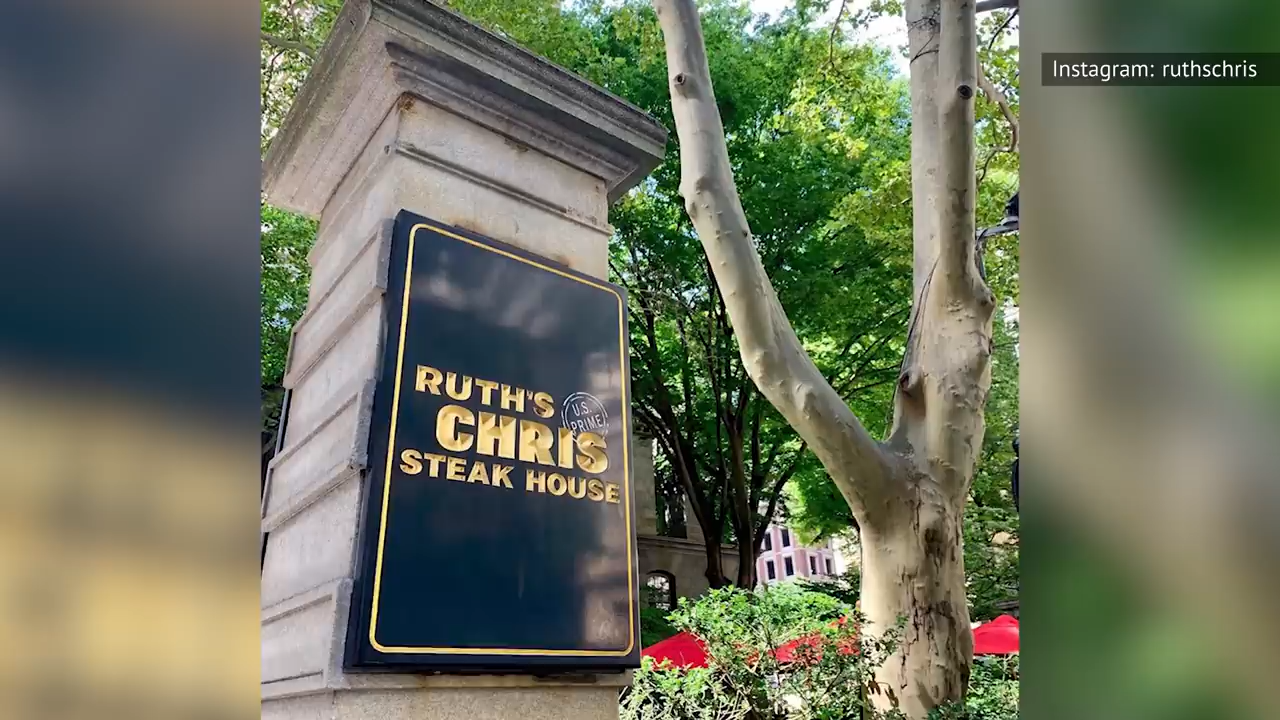 Instagram: ruthschris
RUTH'S
U.S.
PRIME
CHRIS
STEAK HOUSE